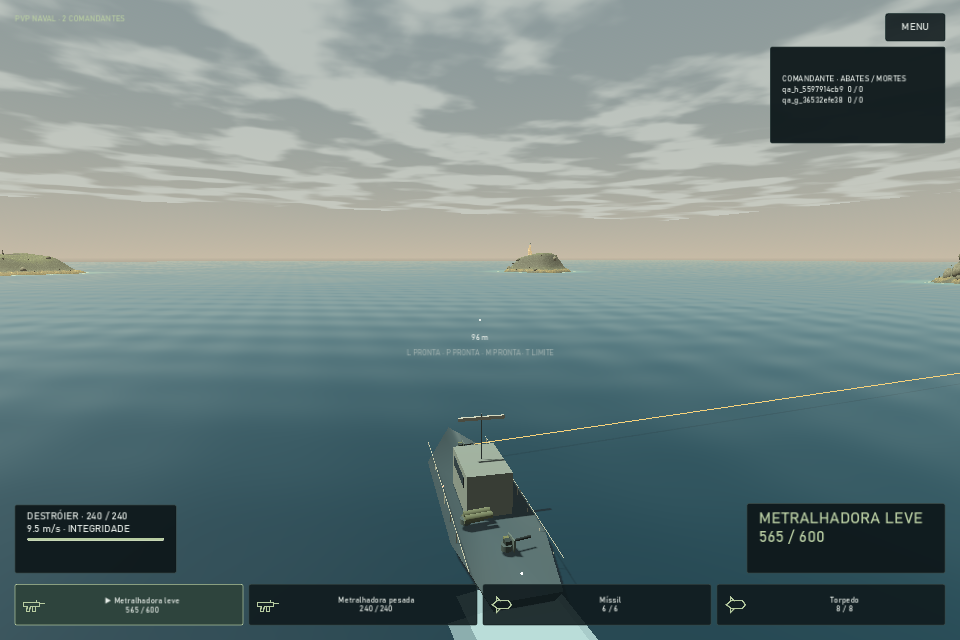 PVP NAVAL · 2 COMANDANTES
MENU
COMANDANTE · ABATES / MORTES
qa_h_5597914cb9 0 / 0
qa_g_36532efe38 0 / 0
96 m
L PRONTA · P PRONTA · M PRONTA · T LIMITE
DESTRÓIER · 240 / 240
9.5 m/s · INTEGRIDADE
METRALHADORA LEVE
565 / 600
▶ Metralhadora leve
565 / 600
Metralhadora pesada
240 / 240
Míssil
6 / 6
Torpedo
8 / 8